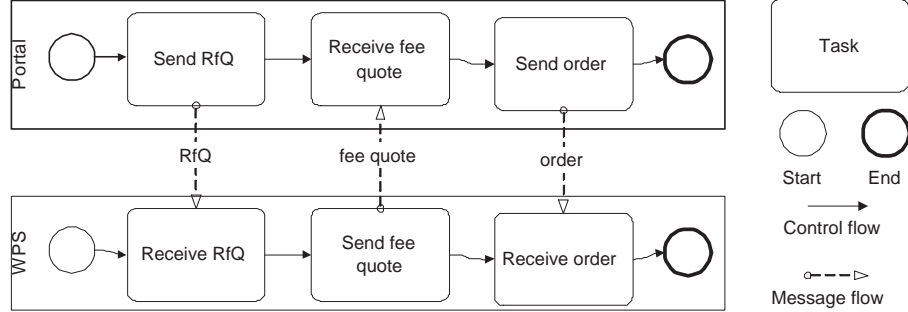 Portal
Send RfQ
Receive fee
quote
Send order
Task
RfQ
fee quote
order
Start
End
WPS
Receive RfQ
Send fee
quote
Receive order
Control flow
Message flow